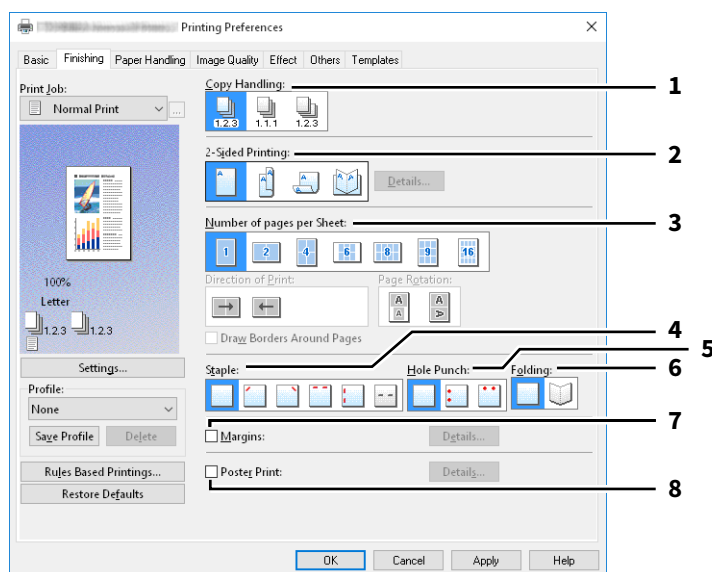 Printing Preferences
Basic Finishing Paper Handling Image Quality Effect Others Templates
Print Job:
Normal Print
...
100%
Letter
1.2.3 1.2.3
Settings...
Profile:
None
Save Profile Delete
Rules Based Printings...
Restore Defaults
Copy Handling:
1.2.3 1.1.1 1.2.3
2-Sided Printing:
A A A A
Details...
Number of pages per Sheet:
1 2 4 6 8 9 16
Direction of Print: Page Rotation:
A A
A A
Draw Borders Around Pages
Staple: Hole Punch: Folding:
Margins: Details...
Poster Print: Details...
OK Cancel Apply Help
1
2
3
4
5
6
7
8